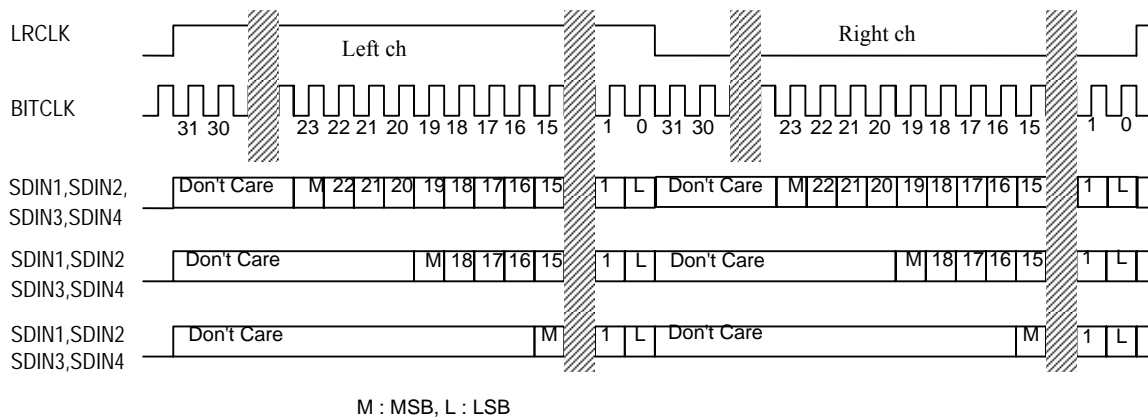 LRCLK
Left ch
Right ch
BITCLK
31 30 23 22 21 20 19 18 17 16 15 1 0 31 30 23 22 21 20 19 18 17 16 15 1 0
SDIN1,SDIN2,
SDIN3,SDIN4
Don't Care M 22 21 20 19 18 17 16 15 1 L Don't Care M 22 21 20 19 18 17 16 15 1 L
SDIN1,SDIN2
SDIN3,SDIN4
Don't Care M 18 17 16 15 1 L Don't Care M 18 17 16 15 1 L
SDIN1,SDIN2
SDIN3,SDIN4
Don't Care M 1 L Don't Care M 1 L
M : MSB, L : LSB